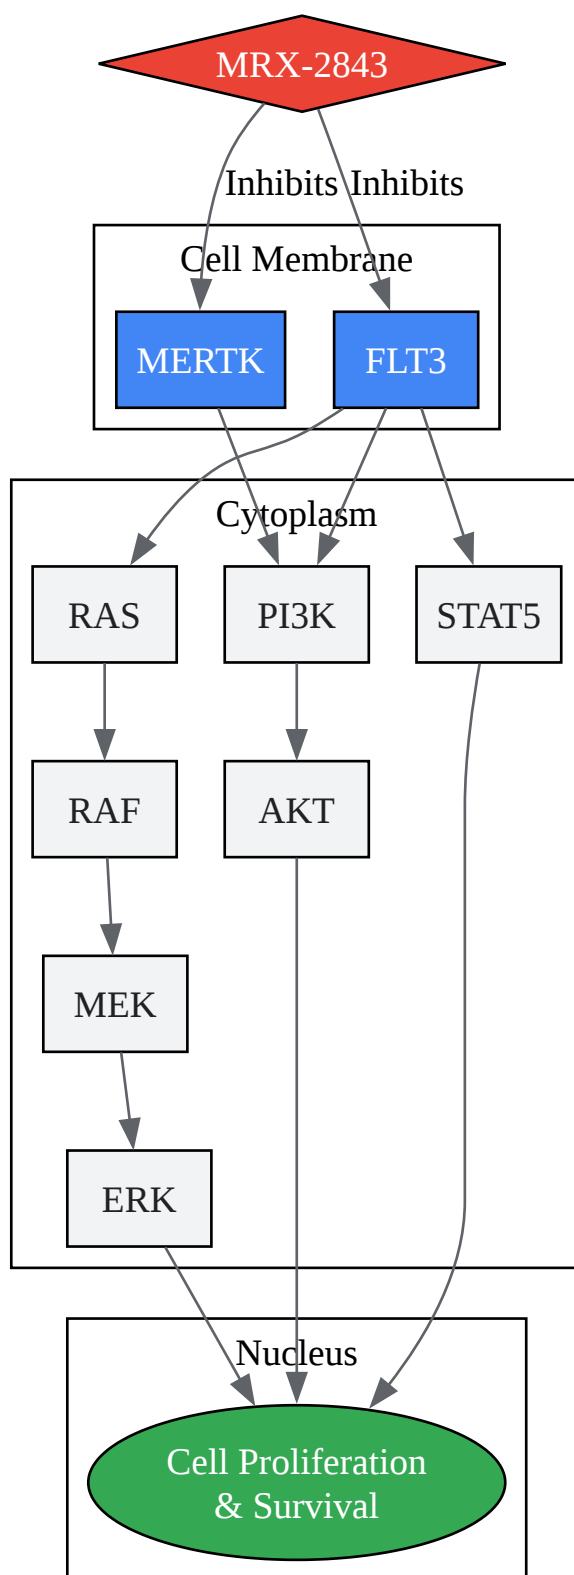 MRX-2843
Inhibits Inhibits
Cell Membrane
MERTK FLT3
Cytoplasm
RAS PI3K STAT5
RAF AKT
MEK
ERK
Nucleus
Cell Proliferation
& Survival